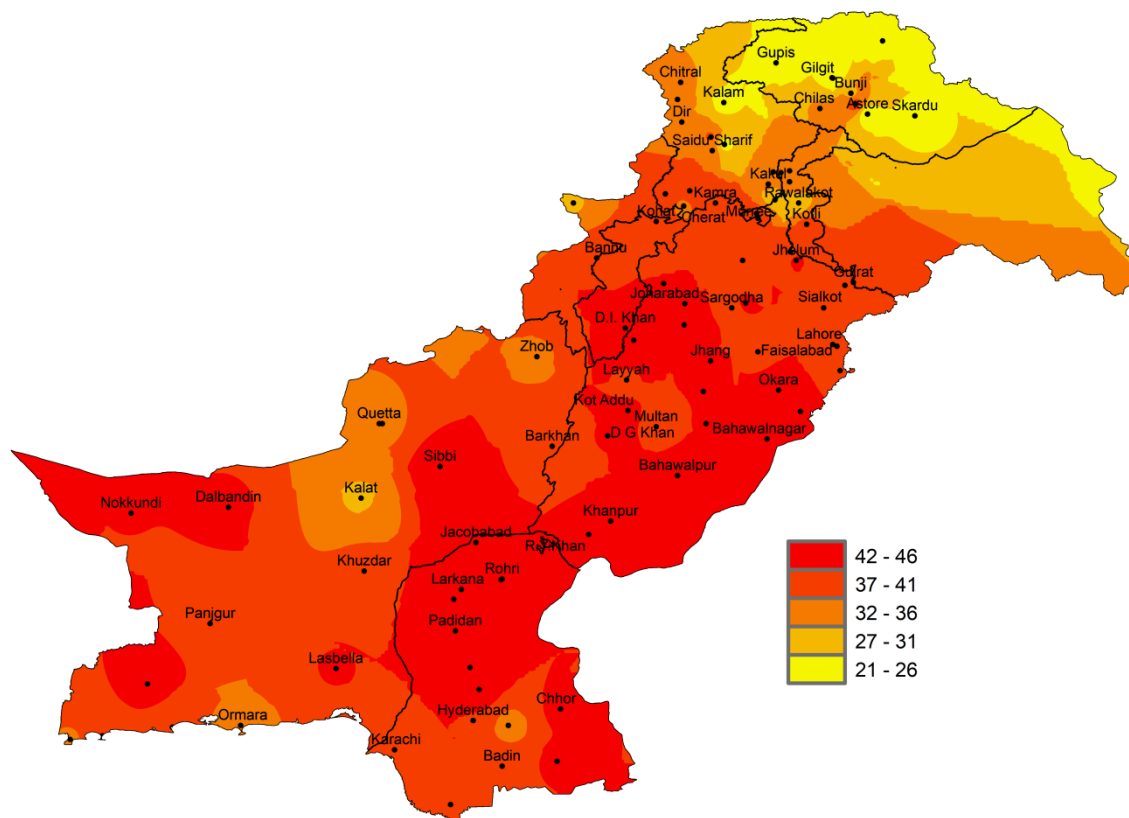 Gupis
Gilgit
Chitral
Bunji
Kalam
Chilas
Astore
Skardu
Dir
Saidu Sharif
Kakul
Kamra
Rawalakot
Kohat
Cherat
Murree
Kotli
Bannu
Jhelum
Gujrat
Joharabad
Sargodha
Sialkot
D.I. Khan
Lahore
Zhob
Jhang
Faisalabad
Layyah
Okara
Kot Addu
Quetta
Multan
D G Khan
Bahawalnagar
Barkhan
Sibbi
Bahawalpur
Kalat
Dalbandin
Nokkundi
Khanpur
Jacobabad
R.Y.Khan
42 - 46
Khuzdar
Rohri
37 - 41
Larkana
Panjgur
32 - 36
Padidan
27 - 31
Lasbella
21 - 26
Chhor
Ormara
Hyderabad
Karachi
Badin